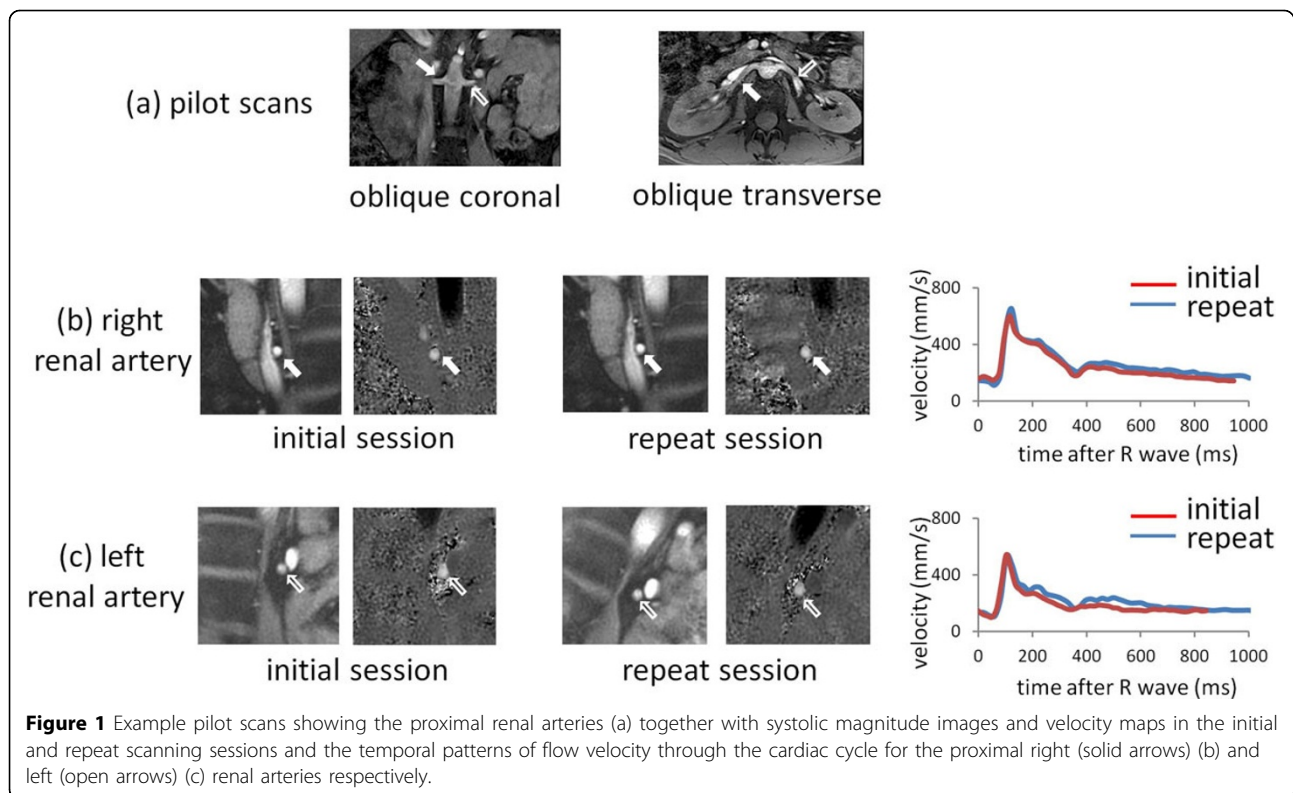 (a) pilot scans
oblique coronal
oblique transverse
(b) right
renal artery
initial session
repeat session
velocity (mm/s)
800
400
0
0 200 400 600 800 1000
time after R wave (ms)
initial
repeat
(c) left
renal artery
initial session
repeat session
velocity (mm/s)
800
400
0
0 200 400 600 800 1000
time after R wave (ms)
initial
repeat
Figure 1 Example pilot scans showing the proximal renal arteries (a) together with systolic magnitude images and velocity maps in the initial
and repeat scanning sessions and the temporal patterns of flow velocity through the cardiac cycle for the proximal right (solid arrows) (b) and
left (open arrows) (c) renal arteries respectively.